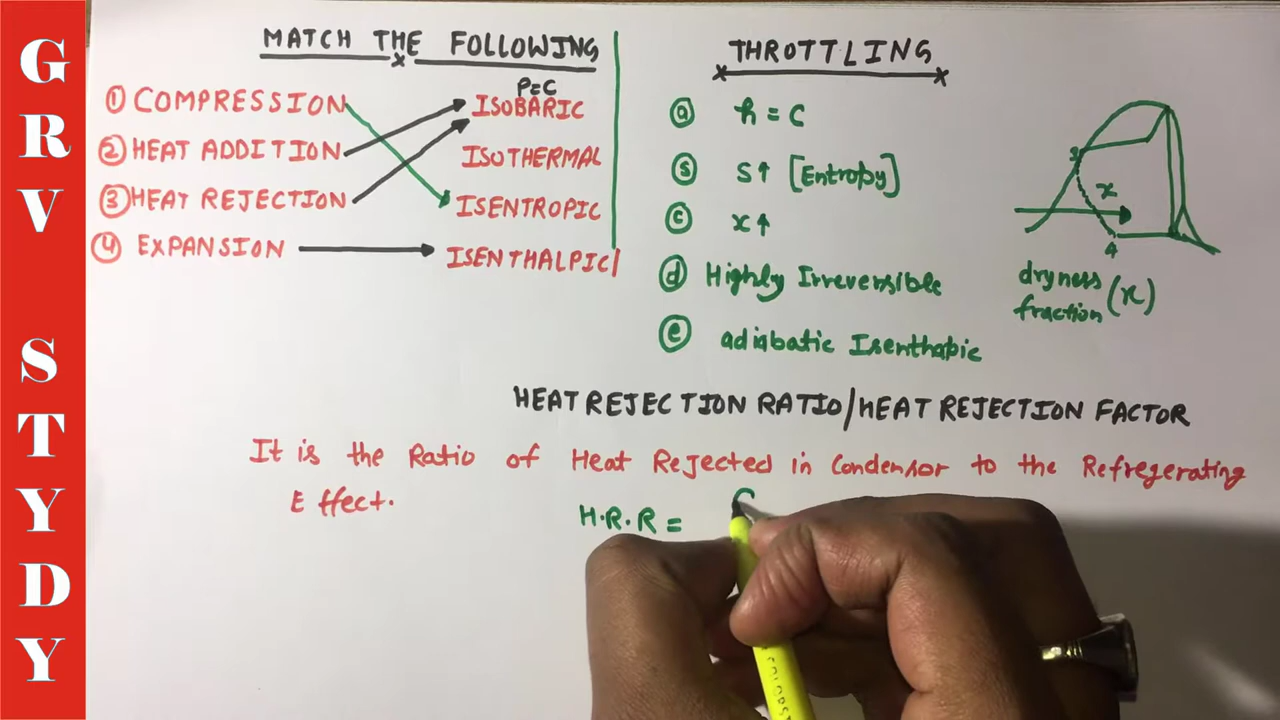 GRV STYDY
MATCH THE FOLLOWING
P=C
① COMPRESSION
ISOBARIC
② HEAT ADDITION
ISOTHERMAL
③ HEAT REJECTION
ISENTROPIC
④ EXPANSION
ISENTHALPIC
THROTTLING
ⓐ h = C
ⓢ S↑ [Entropy]
ⓒ x↑
ⓓ Highly Irreversible
ⓔ adiabatic Isenthapic
3
x
4
dryness
fraction (x)
HEAT REJECTION RATIO/HEAT REJECTION FACTOR
It is the Ratio of Heat Rejected in Condensor to the Refregerating
Effect.
H.R.R =